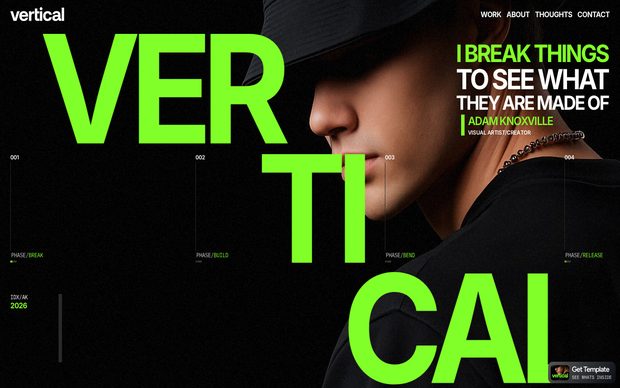 vertical
WORK ABOUT THOUGHTS CONTACT
VER
TI
CAL
I BREAK THINGS
TO SEE WHAT
THEY ARE MADE OF
ADAM KNOXVILLE
VISUAL ARTIST/CREATOR
001
002
003
004
PHASE/BREAK
PHASE/BUILD
PHASE/BEND
PHASE/RELEASE
IDX/AK
2026
vertical
Get Template
SEE WHATS INSIDE